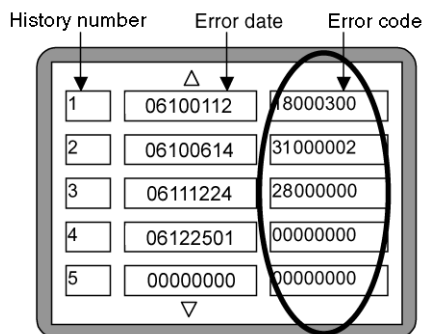 History number Error date Error code
1 06100112 18000300
2 06100614 31000002
3 06111224 28000000
4 06122501 00000000
5 00000000 00000000